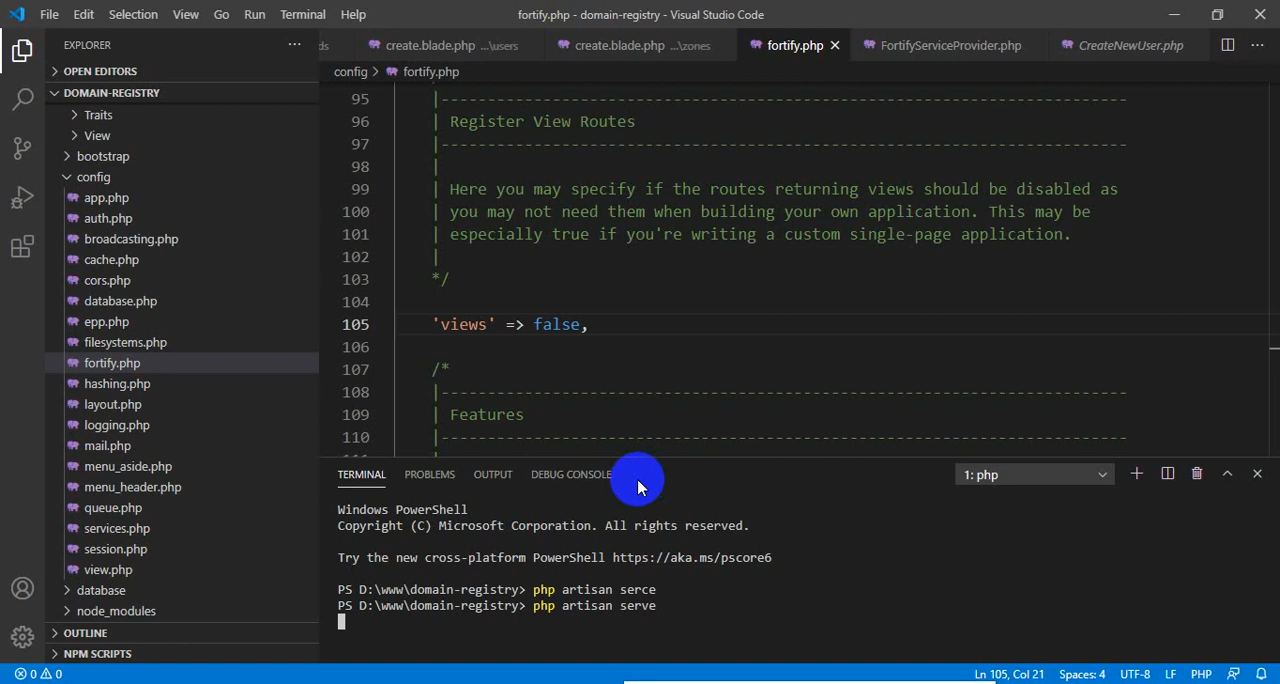 File Edit Selection View Go Run Terminal Help fortify.php - domain-registry - Visual Studio Code
EXPLORER
ds create.blade.php ...\users create.blade.php ...\zones fortify.php FortifyServiceProvider.php CreateNewUser.php
OPEN EDITORS
DOMAIN-REGISTRY
Traits
View
bootstrap
config
app.php
auth.php
broadcasting.php
cache.php
cors.php
database.php
epp.php
filesystems.php
fortify.php
hashing.php
layout.php
logging.php
mail.php
menu_aside.php
menu_header.php
queue.php
services.php
session.php
view.php
database
node_modules
OUTLINE
NPM SCRIPTS
config > fortify.php
95 |--------------------------------------------------------------------------
96 | Register View Routes
97 |--------------------------------------------------------------------------
98 |
99 | Here you may specify if the routes returning views should be disabled as
100 | you may not need them when building your own application. This may be
101 | especially true if you're writing a custom single-page application.
102 |
103 */
104
105 'views' => false,
106
107 /*
108 |--------------------------------------------------------------------------
109 | Features
110 |--------------------------------------------------------------------------
TERMINAL PROBLEMS OUTPUT DEBUG CONSOLE 1: php
Windows PowerShell
Copyright (C) Microsoft Corporation. All rights reserved.
Try the new cross-platform PowerShell https://aka.ms/pscore6
PS D:\www\domain-registry> php artisan serce
PS D:\www\domain-registry> php artisan serve
0 0 Ln 105, Col 21 Spaces: 4 UTF-8 LF PHP